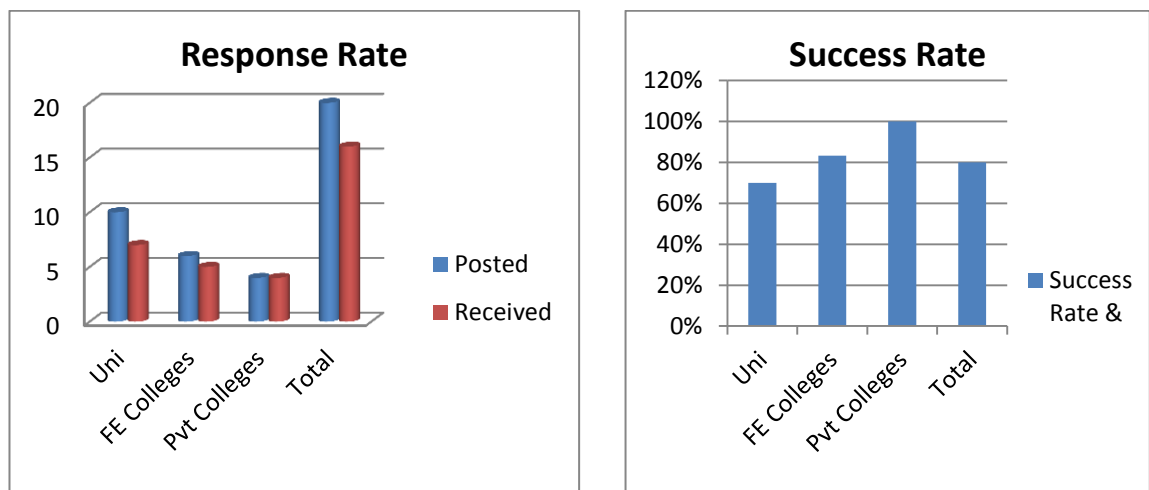 Response Rate
20
15
10
5
0
Uni
FE Colleges
Pvt Colleges
Total
Posted
Received
Success Rate
120%
100%
80%
60%
40%
20%
0%
Uni
FE Colleges
Pvt Colleges
Total
Success
Rate &